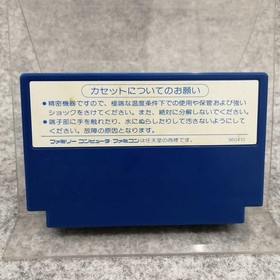 カセットについてのお願い
●精密機器ですので、極端な温度条件下での使用や保管および強い
ショックをさけてください。また、絶対に分解しないでください。
●端子部に手を触れたり、水にぬらしたりして汚さないようにして
ください。故障の原因となります。
ファミリーコンピュータ・ファミコンは任天堂の商標です。